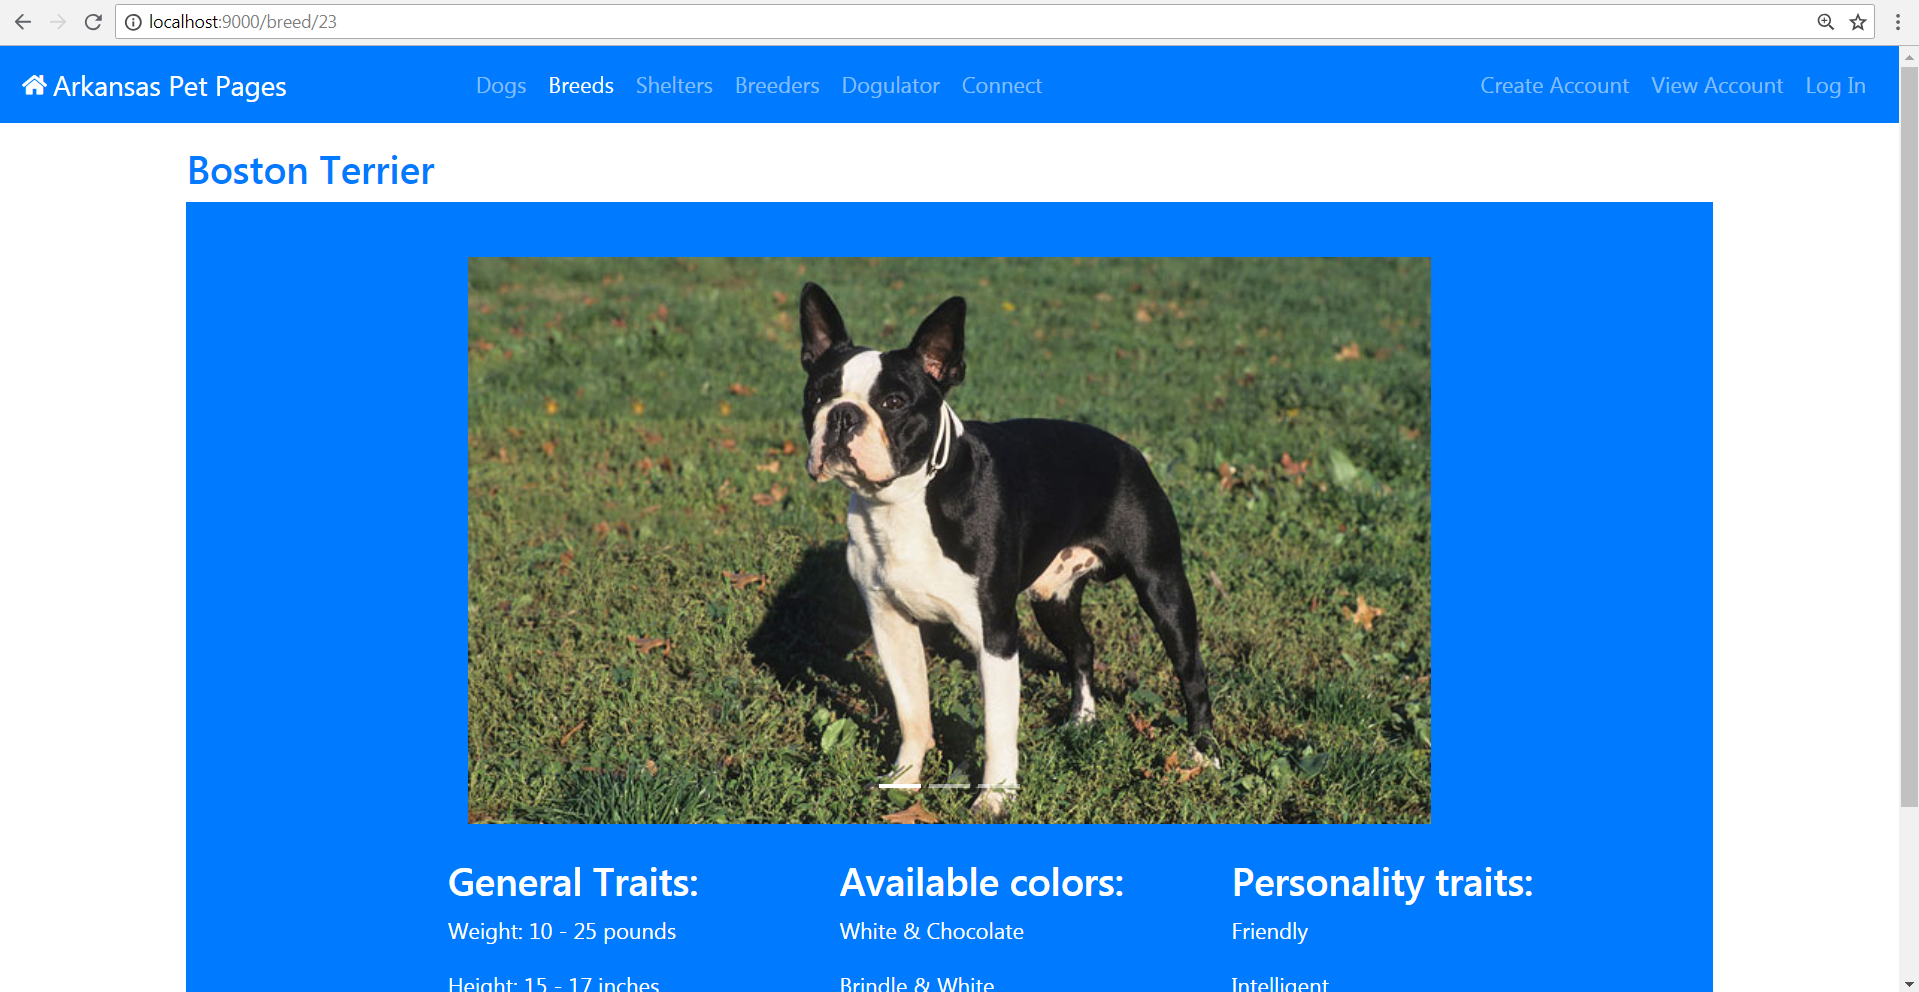 localhost:9000/breed/23
Arkansas Pet Pages Dogs Breeds Shelters Breeders Dogulator Connect Create Account View Account Log In
Boston Terrier
General Traits: Available colors: Personality traits:
Weight: 10 - 25 pounds White & Chocolate Friendly
Height: 15 - 17 inches Brindle & White Intelligent